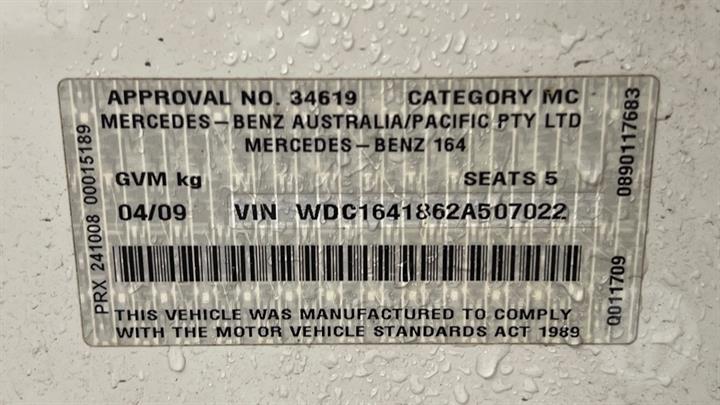 APPROVAL NO. 34619 CATEGORY MC
MERCEDES-BENZ AUSTRALIA/PACIFIC PTY LTD
MERCEDES-BENZ 164
GVM kg SEATS 5
04/09 VIN WDC1641862A507022
THIS VEHICLE WAS MANUFACTURED TO COMPLY
WITH THE MOTOR VEHICLE STANDARDS ACT 1989
PRX 241008 00015189
0890117683
Q011709